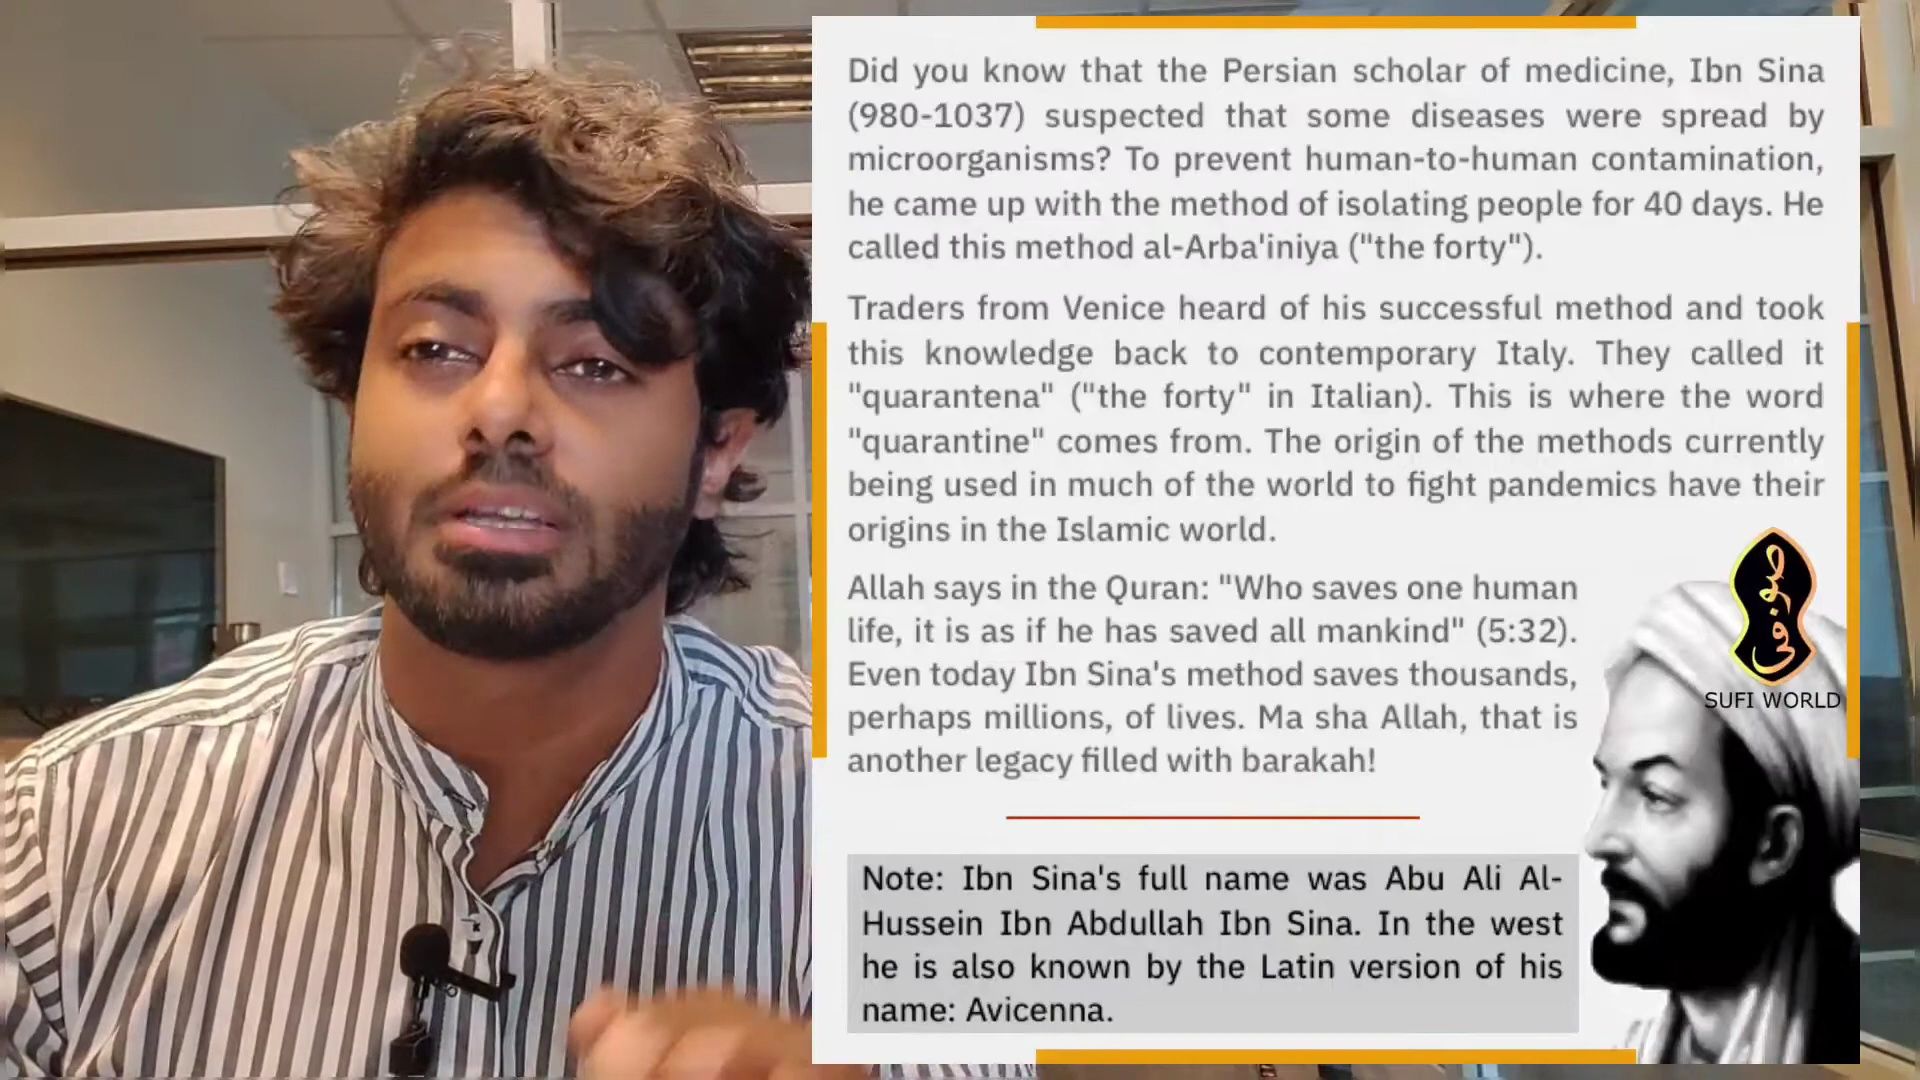 Did you know that the Persian scholar of medicine, Ibn Sina
(980-1037) suspected that some diseases were spread by
microorganisms? To prevent human-to-human contamination,
he came up with the method of isolating people for 40 days. He
called this method al-Arba'iniya ("the forty").
Traders from Venice heard of his successful method and took
this knowledge back to contemporary Italy. They called it
"quarantena" ("the forty" in Italian). This is where the word
"quarantine" comes from. The origin of the methods currently
being used in much of the world to fight pandemics have their
origins in the Islamic world.
Allah says in the Quran: "Who saves one human
life, it is as if he has saved all mankind" (5:32).
Even today Ibn Sina's method saves thousands,
perhaps millions, of lives. Ma sha Allah, that is
another legacy filled with barakah!
صوفی
SUFI WORLD
Note: Ibn Sina's full name was Abu Ali Al-
Hussein Ibn Abdullah Ibn Sina. In the west
he is also known by the Latin version of his
name: Avicenna.